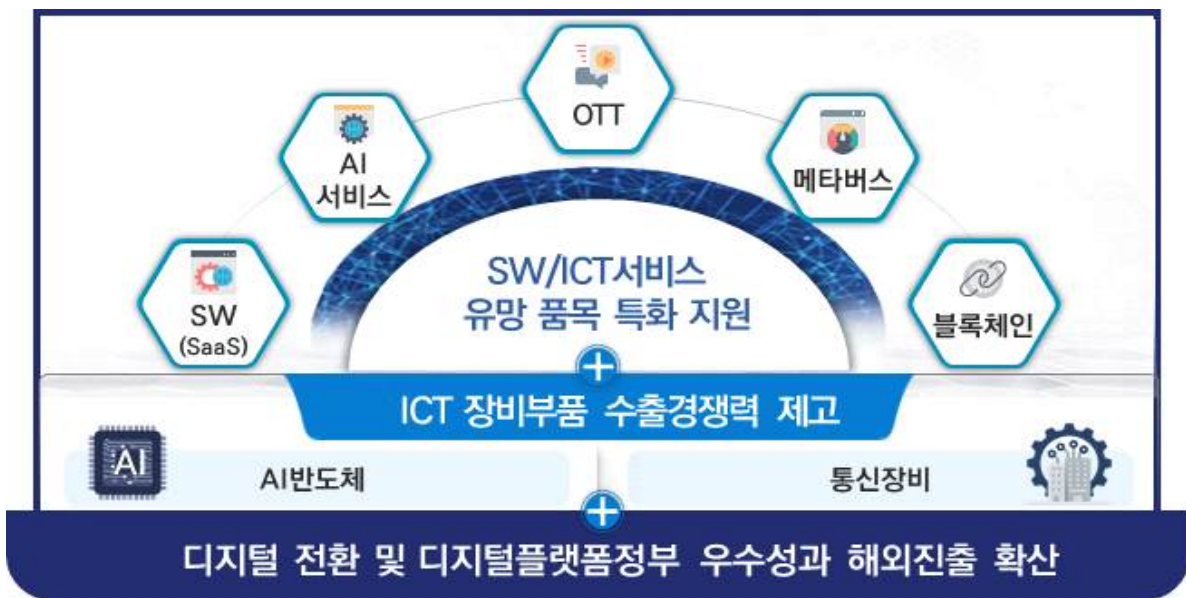 OTT
AI
서비스
메타버스
SW
(SaaS)
SW/ICT서비스
유망 품목 특화 지원
블록체인
ICT 장비부품 수출경쟁력 제고
AI
AI반도체
통신장비
디지털 전환 및 디지털플랫폼정부 우수성과 해외진출 확산